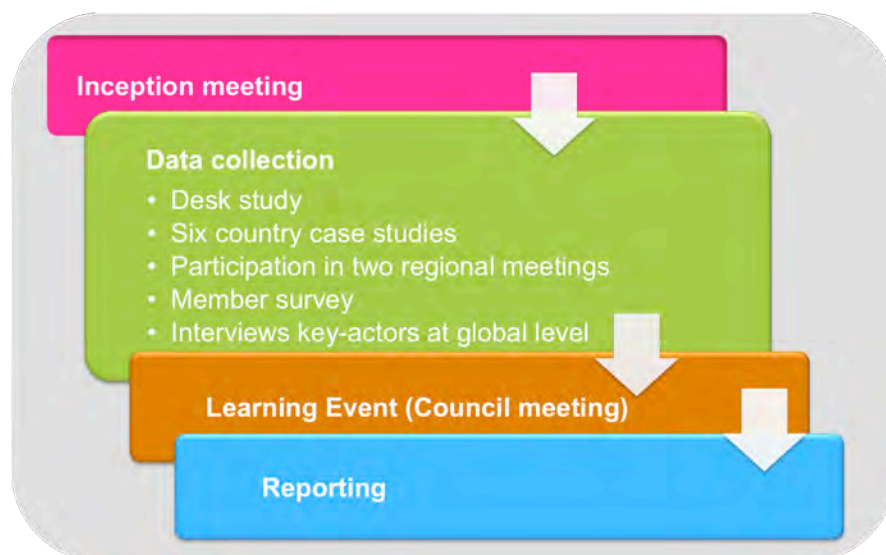 Inception meeting
Data collection
• Desk study
• Six country case studies
• Participation in two regional meetings
• Member survey
• Interviews key-actors at global level
Learning Event (Council meeting)
Reporting